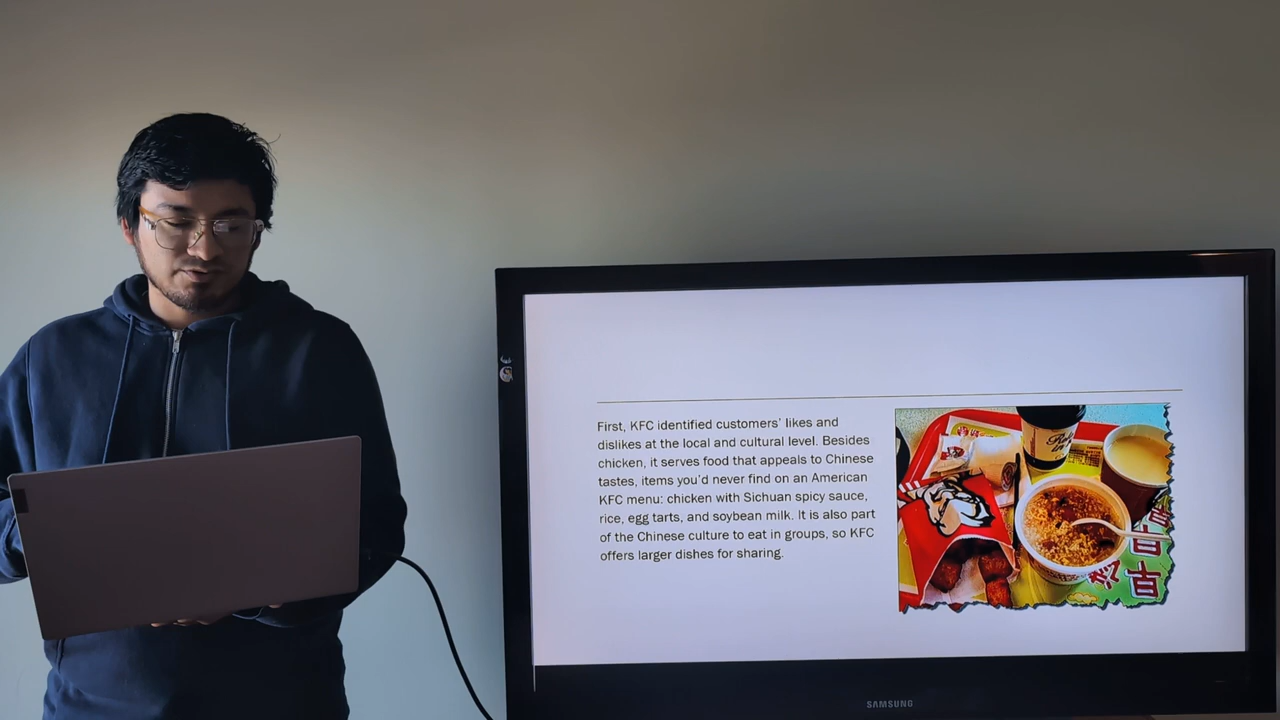 First, KFC identified customers' likes and
dislikes at the local and cultural level. Besides
chicken, it serves food that appeals to Chinese
tastes, items you'd never find on an American
KFC menu: chicken with Sichuan spicy sauce,
rice, egg tarts, and soybean milk. It is also part
of the Chinese culture to eat in groups, so KFC
offers larger dishes for sharing.
SAMSUNG